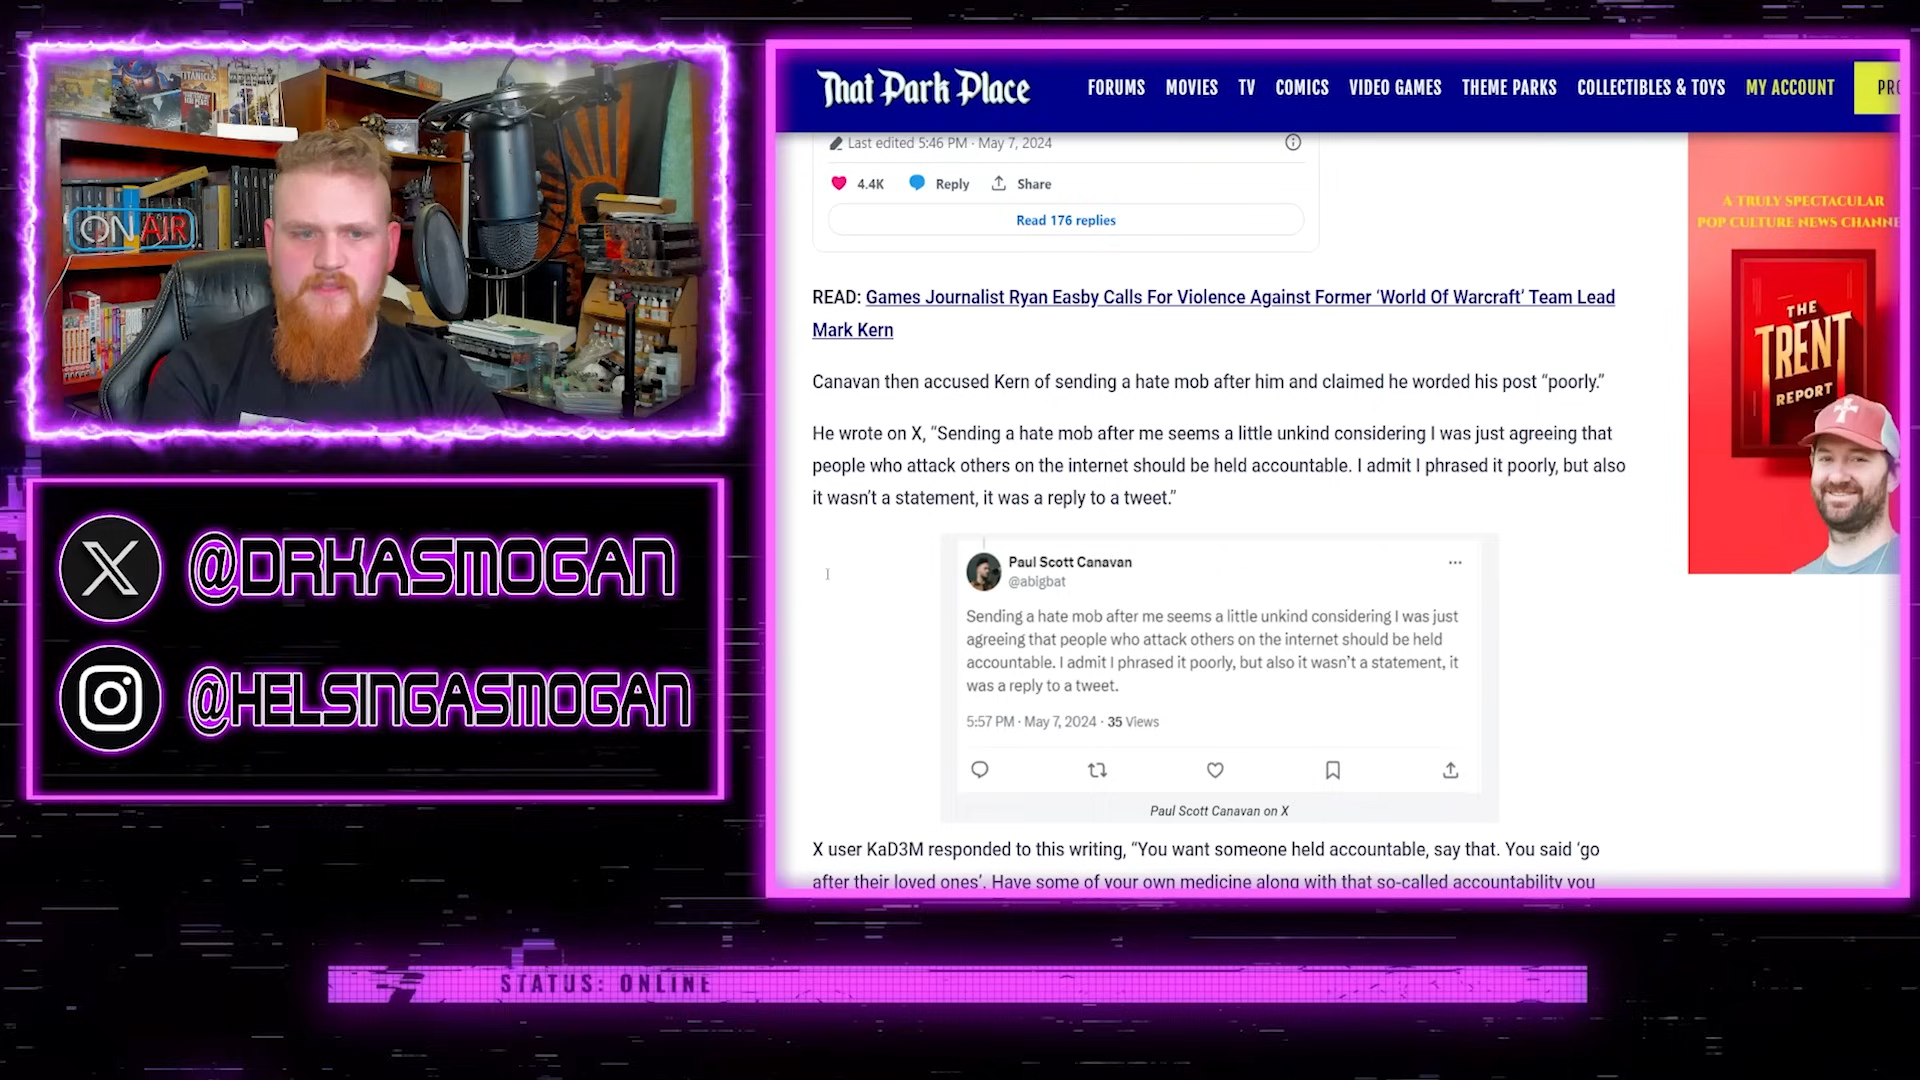 TITANICUS
ON AIR
@DRKASMOGAN
@HELSINGASMOGAN
STATUS: ONLINE
That Park Place
FORUMS MOVIES TV COMICS VIDEO GAMES THEME PARKS COLLECTIBLES & TOYS MY ACCOUNT
Last edited 5:46 PM · May 7, 2024
4.4K Reply Share
Read 176 replies
READ: Games Journalist Ryan Easby Calls For Violence Against Former ‘World Of Warcraft’ Team Lead
Mark Kern
Canavan then accused Kern of sending a hate mob after him and claimed he worded his post “poorly.”
He wrote on X, “Sending a hate mob after me seems a little unkind considering I was just agreeing that
people who attack others on the internet should be held accountable. I admit I phrased it poorly, but also
it wasn’t a statement, it was a reply to a tweet.”
Paul Scott Canavan
@abigbat
Sending a hate mob after me seems a little unkind considering I was just
agreeing that people who attack others on the internet should be held
accountable. I admit I phrased it poorly, but also it wasn’t a statement, it
was a reply to a tweet.
5:57 PM · May 7, 2024 · 35 Views
Paul Scott Canavan on X
X user KaD3M responded to this writing, “You want someone held accountable, say that. You said ‘go
after their loved ones’. Have some of your own medicine along with that so-called accountability you
A TRULY SPECTACULAR
POP CULTURE NEWS CHANNE
THE
TRENT
REPORT